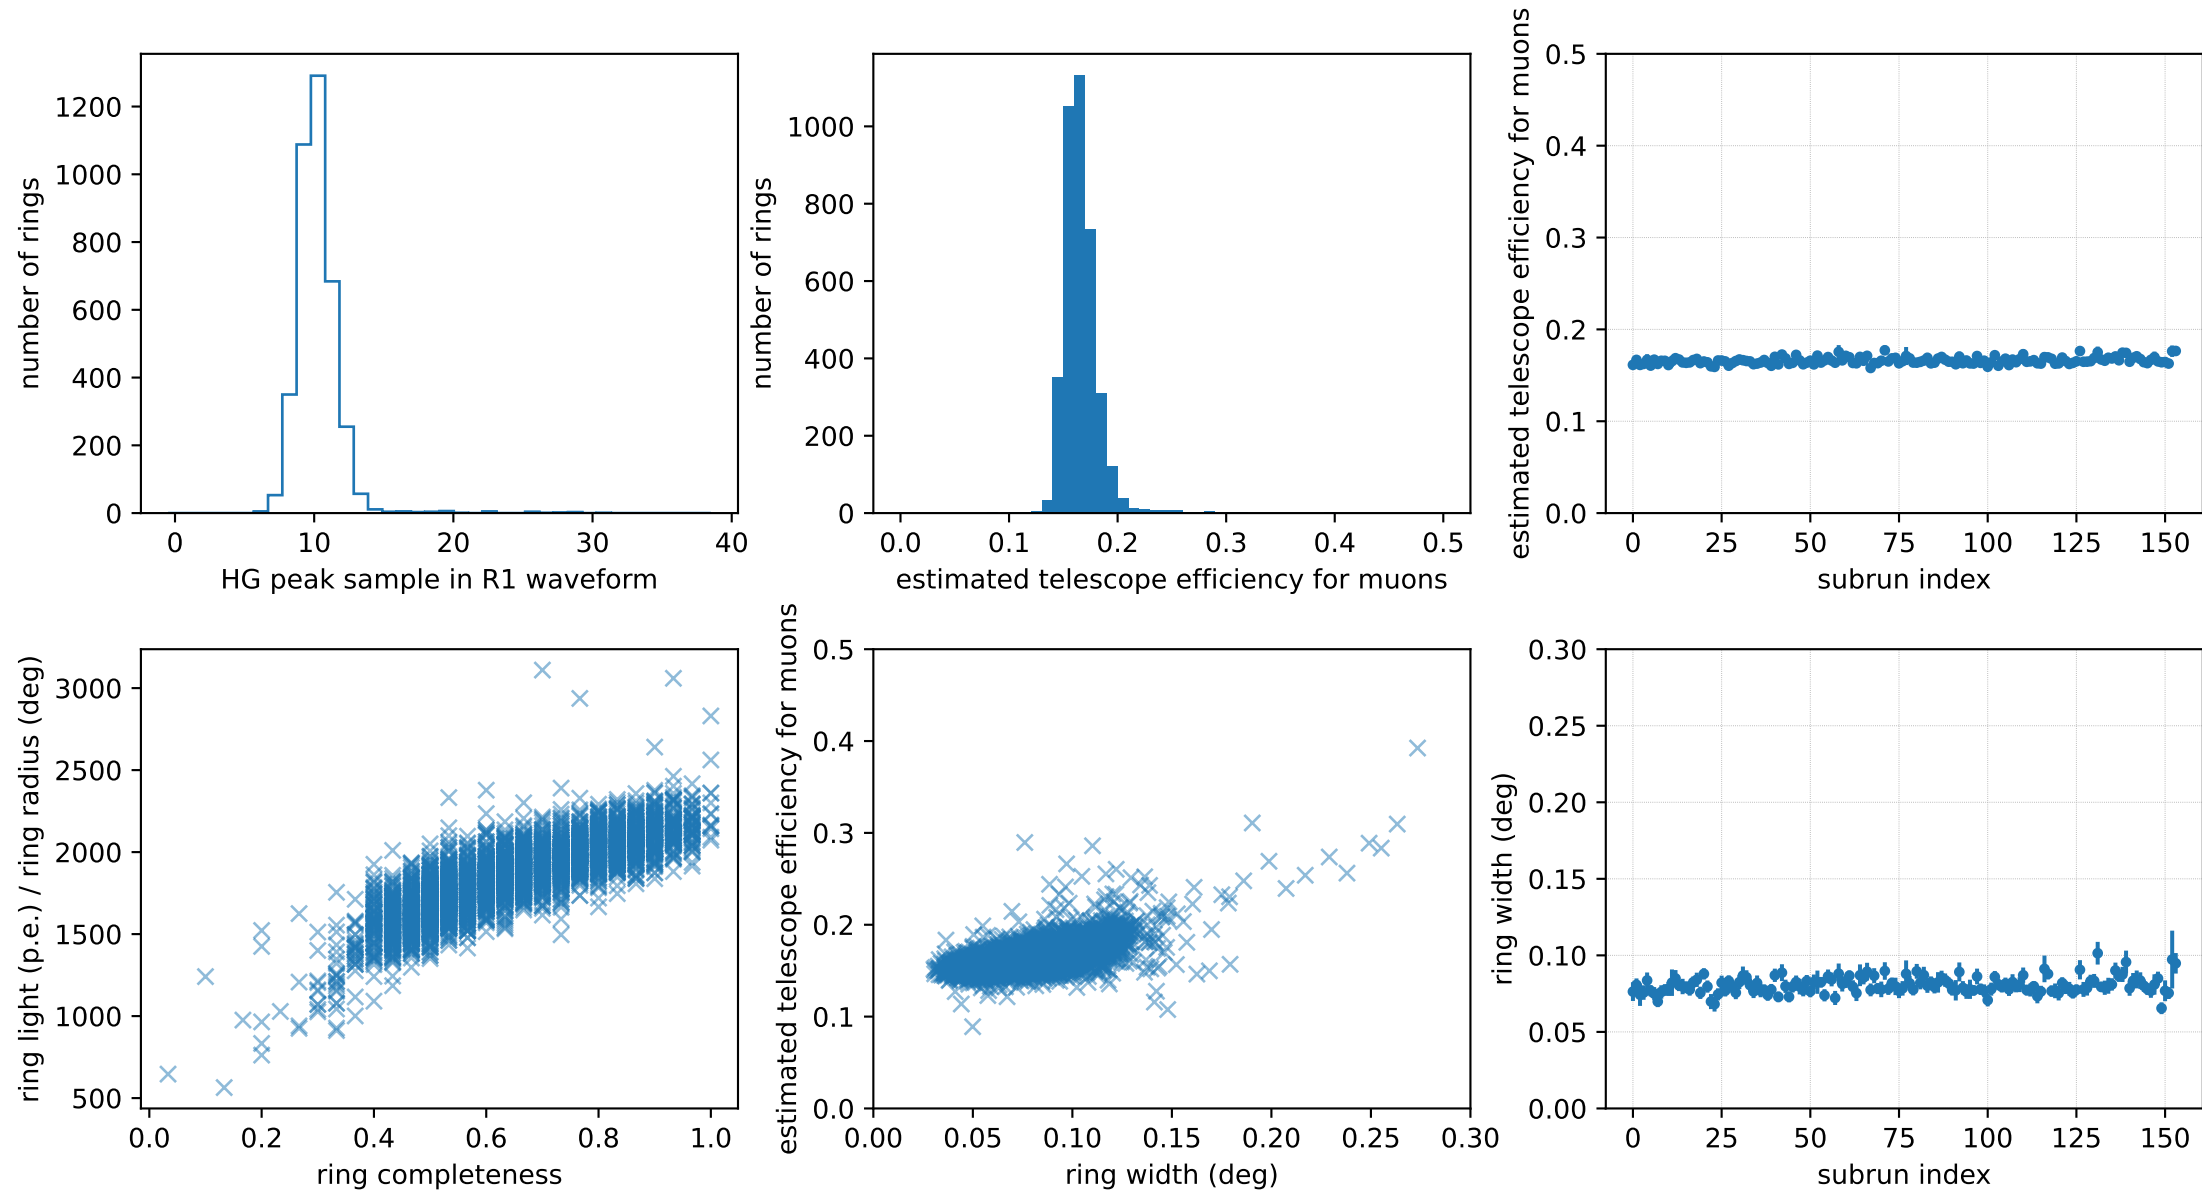 number of rings
1200
1000
800
600
400
200
0
0 10 20 30 40
HG peak sample in R1 waveform
number of rings
1000
800
600
400
200
0
0.0 0.1 0.2 0.3 0.4 0.5
estimated telescope efficiency for muons
estimated telescope efficiency for muons
0.5
0.4
0.3
0.2
0.1
0.0
0 25 50 75 100 125 150
subrun index
ring light (p.e.) / ring radius (deg)
3000
2500
2000
1500
1000
500
0.0 0.2 0.4 0.6 0.8 1.0
ring completeness
estimated telescope efficiency for muons
0.5
0.4
0.3
0.2
0.1
0.0
0.00 0.05 0.10 0.15 0.20 0.25 0.30
ring width (deg)
ring width (deg)
0.30
0.25
0.20
0.15
0.10
0.05
0.00
0 25 50 75 100 125 150
subrun index